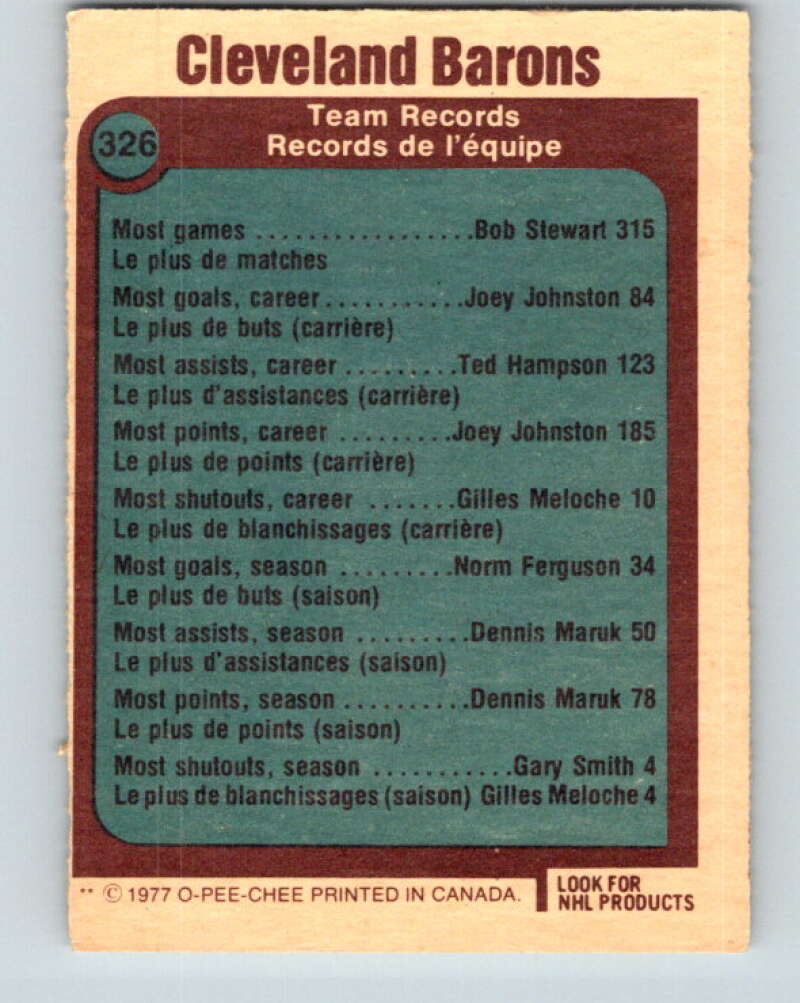 Cleveland Barons
Team Records
Records de l'équipe
326
Most games .................Bob Stewart 315
Le plus de matches
Most goals, career...........Joey Johnston 84
Le plus de buts (carrière)
Most assists, career .........Ted Hampson 123
Le plus d'assistances (carrière)
Most points, career .........Joey Johnston 185
Le plus de points (carrière)
Most shutouts, career .......Gilles Meloche 10
Le plus de blanchissages (carrière)
Most goals, season .........Norm Ferguson 34
Le plus de buts (saison)
Most assists, season .........Dennis Maruk 50
Le plus d'assistances (saison)
Most points, season ..........Dennis Maruk 78
Le plus de points (saison)
Most shutouts, season ...........Gary Smith 4
Le plus de blanchissages (saison) Gilles Meloche 4
** © 1977 O-PEE-CHEE PRINTED IN CANADA.
LOOK FOR
NHL PRODUCTS